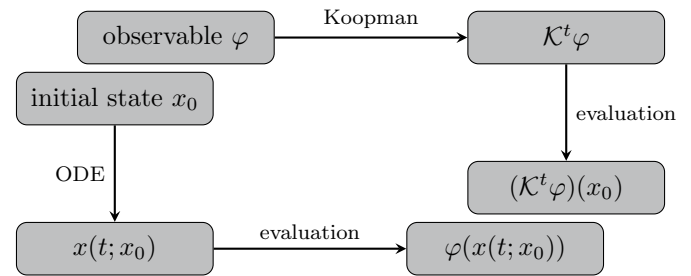 observable φ
Koopman
𝒦ᵗφ
initial state x₀
evaluation
ODE
(𝒦ᵗφ)(x₀)
x(t; x₀)
evaluation
φ(x(t; x₀))